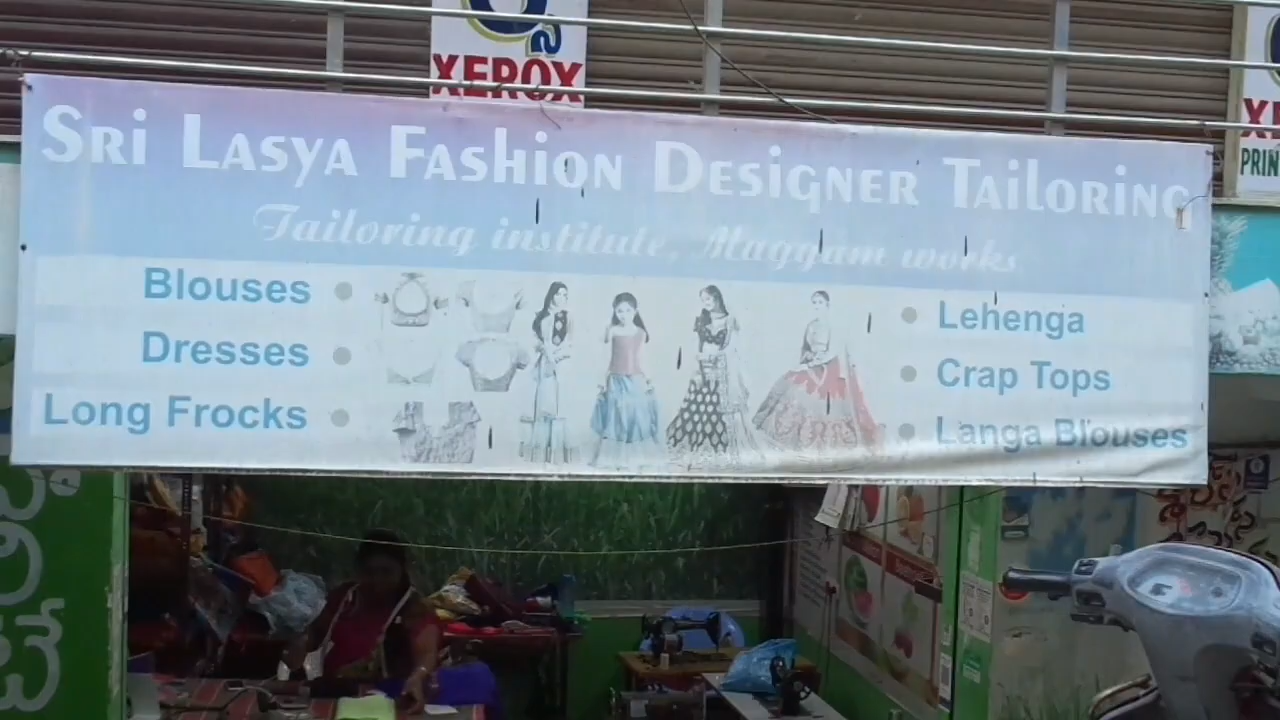 XEROX
SRi LASYA FAShiON DESiGNER TAiLORiNG
Tailoring institute, Maggam works
Blouses
Dresses
Long Frocks
Lehenga
Crap Tops
Langa Blouses